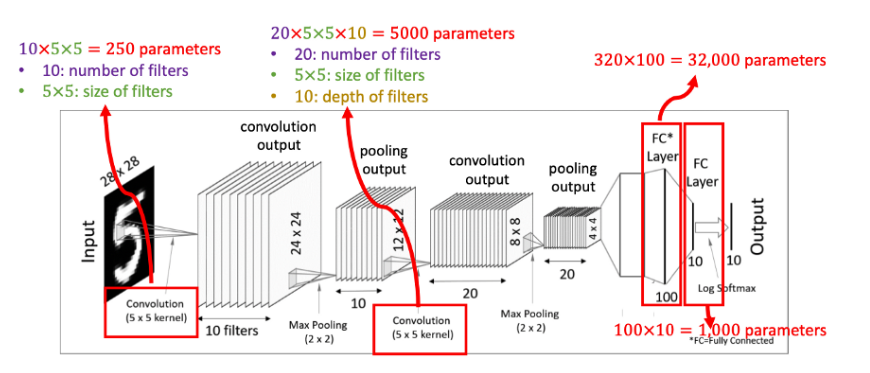 10×5×5 = 250 parameters
• 10: number of filters
• 5×5: size of filters
20×5×5×10 = 5000 parameters
• 20: number of filters
• 5×5: size of filters
• 10: depth of filters
320×100 = 32,000 parameters
convolution
output
pooling
output
convolution
output
pooling
output
FC*
Layer
FC
Layer
28 x 28
Input
24 x 24
12 x 12
8 x 8
4 x 4
Output
Convolution
(5 x 5 kernel)
10 filters
Max Pooling
(2 x 2)
10
Convolution
(5 x 5 kernel)
20
Max Pooling
(2 x 2)
20
100
10
10
Log Softmax
100×10 = 1,000 parameters
*FC=Fully Connected
5